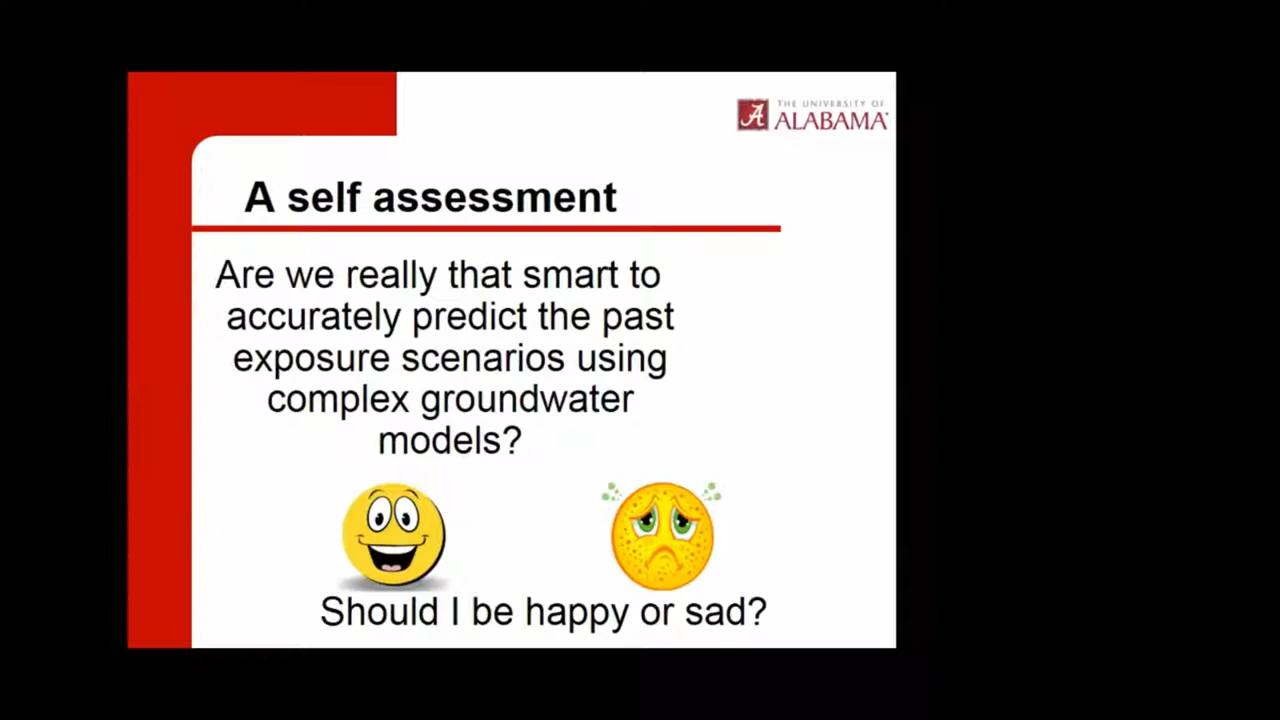 THE UNIVERSITY OF
ALABAMA
A self assessment
Are we really that smart to
accurately predict the past
exposure scenarios using
complex groundwater
models?
Should I be happy or sad?